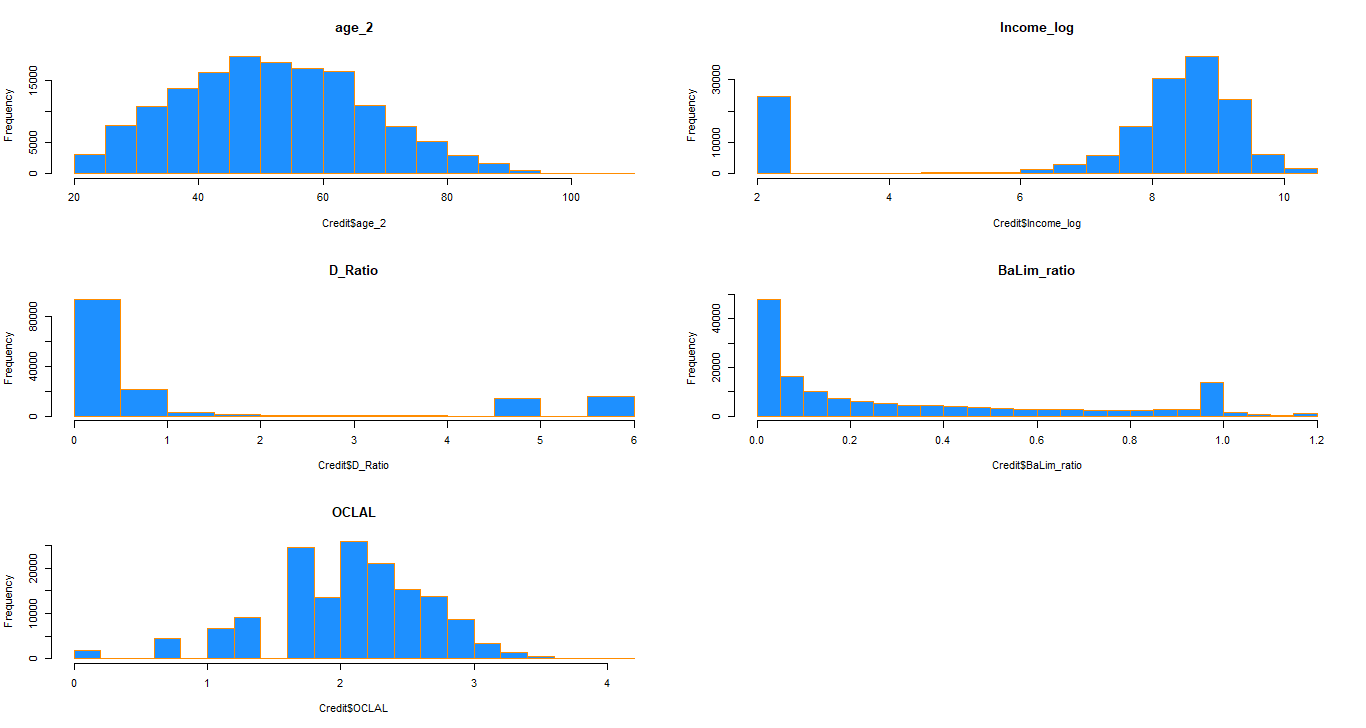 age_2
Frequency
0 5000 15000
20 40 60 80 100
Credit$age_2
Income_log
Frequency
0 10000 30000
2 4 6 8 10
Credit$Income_log
D_Ratio
Frequency
0 40000 80000
0 1 2 3 4 5 6
Credit$D_Ratio
BaLim_ratio
Frequency
0 20000 40000
0.0 0.2 0.4 0.6 0.8 1.0 1.2
Credit$BaLim_ratio
OCLAL
Frequency
0 10000 20000
0 1 2 3 4
Credit$OCLAL